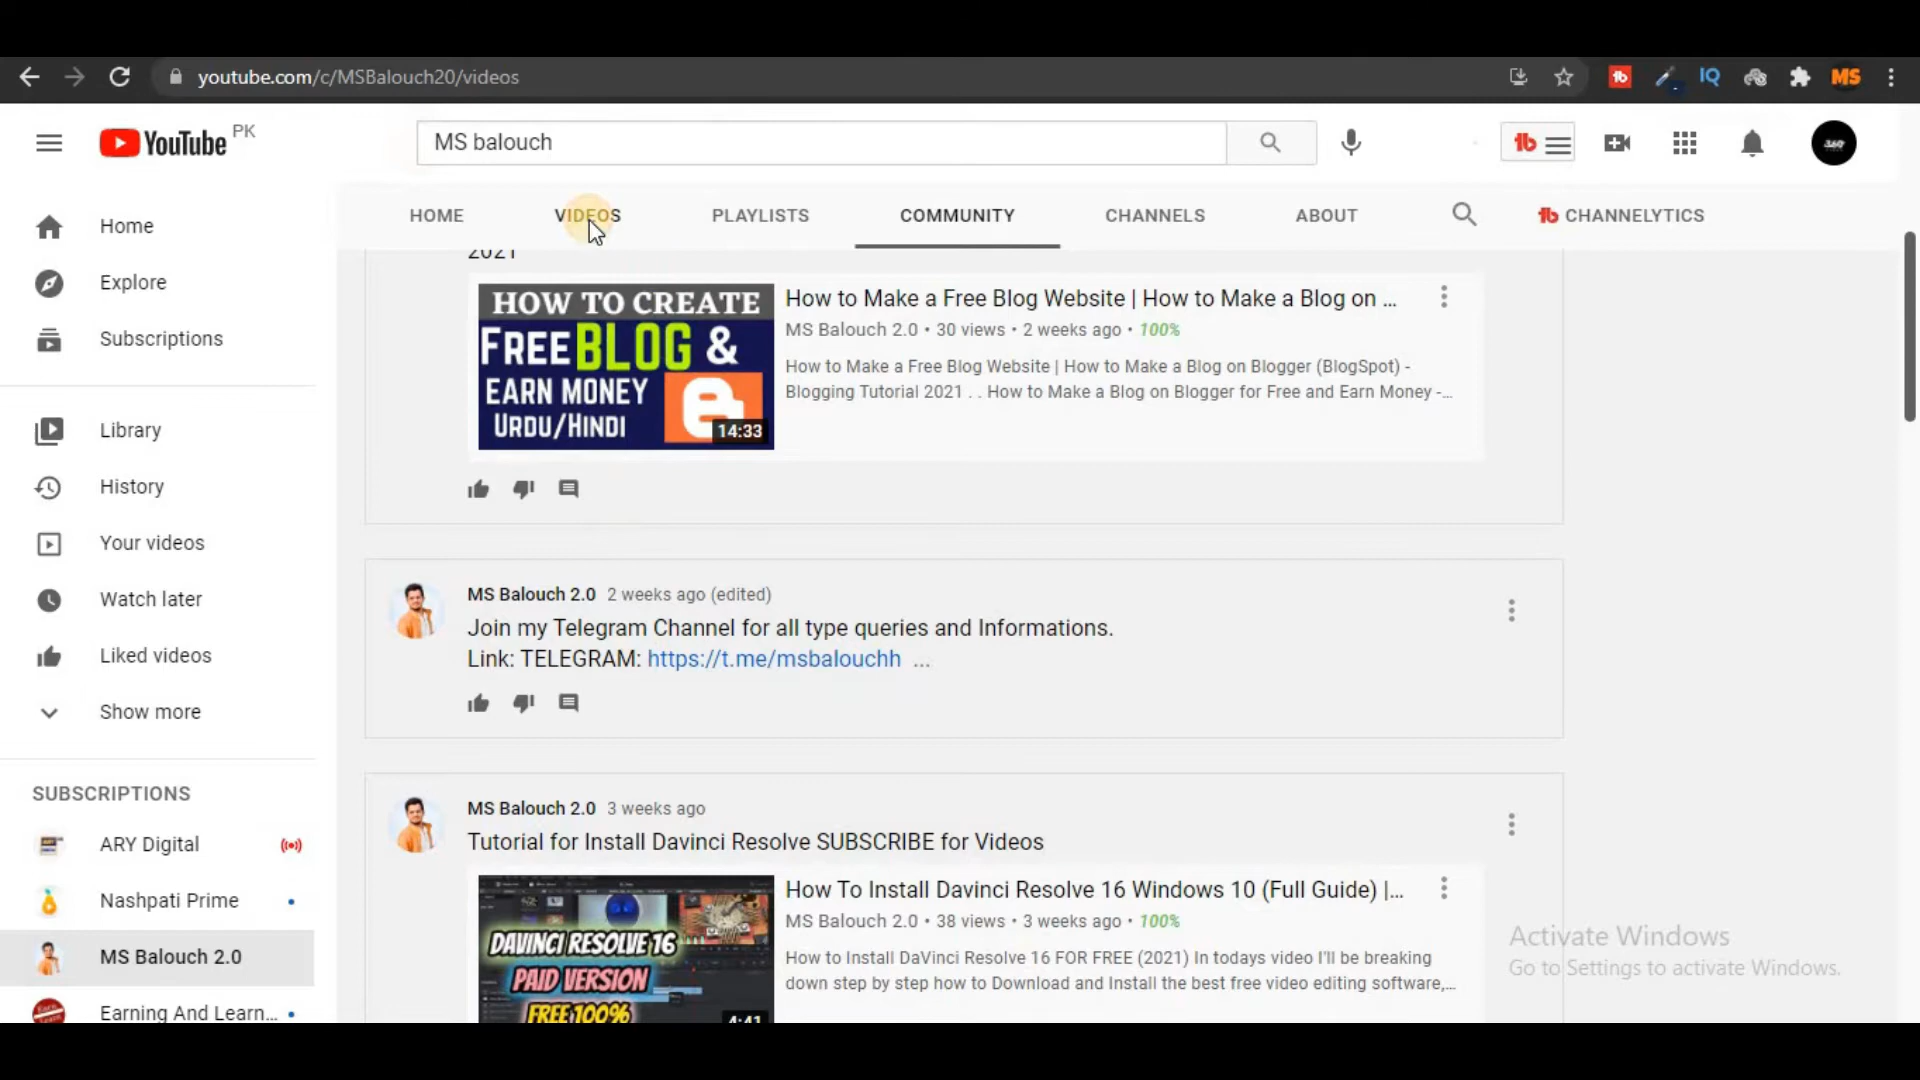 youtube.com/c/MSBalouch20/videos
IQ
MS
YouTube PK
MS balouch
HOME
VIDEOS
PLAYLISTS
COMMUNITY
CHANNELS
ABOUT
CHANNELYTICS
Home
Explore
Subscriptions
Library
History
Your videos
Watch later
Liked videos
Show more
SUBSCRIPTIONS
ARY Digital
Nashpati Prime
MS Balouch 2.0
Earning And Learn...
2021
HOW TO CREATE
FREE BLOG &
EARN MONEY
URDU/HINDI
14:33
How to Make a Free Blog Website | How to Make a Blog on ...
MS Balouch 2.0 • 30 views • 2 weeks ago • 100%
How to Make a Free Blog Website | How to Make a Blog on Blogger (BlogSpot) -
Blogging Tutorial 2021 . . How to Make a Blog on Blogger for Free and Earn Money -...
MS Balouch 2.0 2 weeks ago (edited)
Join my Telegram Channel for all type queries and Informations.
Link: TELEGRAM: https://t.me/msbalouchh ...
MS Balouch 2.0 3 weeks ago
Tutorial for Install Davinci Resolve SUBSCRIBE for Videos
DAVINCI RESOLVE 16
PAID VERSION
FREE 100%
4:41
How To Install Davinci Resolve 16 Windows 10 (Full Guide) |...
MS Balouch 2.0 • 38 views • 3 weeks ago • 100%
How to Install DaVinci Resolve 16 FOR FREE (2021) In todays video I'll be breaking
down step by step how to Download and Install the best free video editing software,...
Activate Windows
Go to Settings to activate Windows.